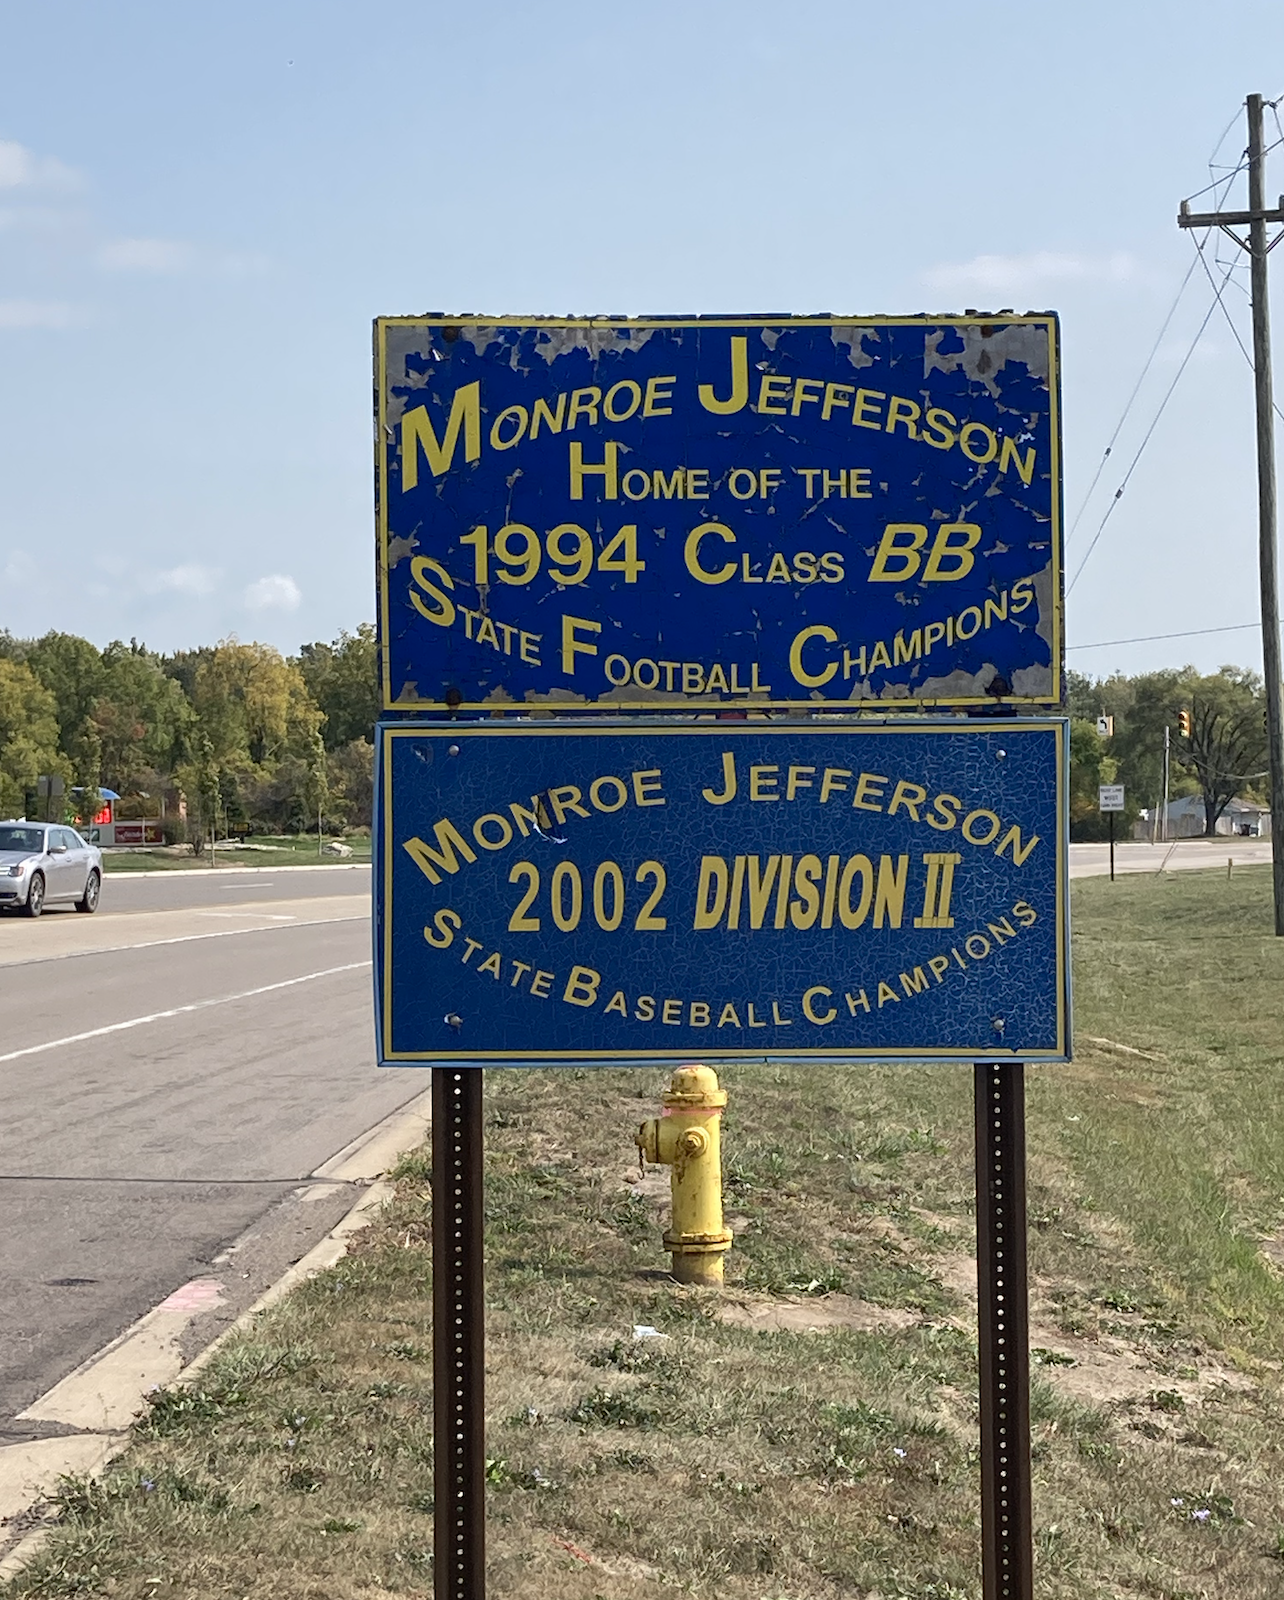 MONROE JEFFERSON
HOME OF THE
1994 CLASS BB
STATE FOOTBALL CHAMPIONS
MONROE JEFFERSON
2002 DIVISION II
STATE BASEBALL CHAMPIONS